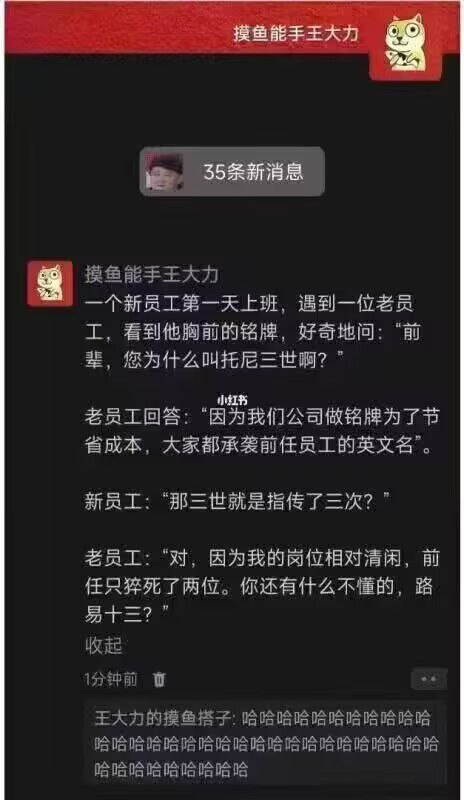 摸鱼能手王大力
35条新消息
摸鱼能手王大力
一个新员工第一天上班，遇到一位老员
工，看到他胸前的铭牌，好奇地问：“前
辈，您为什么叫托尼三世啊？”
小红书
老员工回答：“因为我们公司做铭牌为了节
省成本，大家都承袭前任员工的英文名”。
新员工：“那三世就是指传了三次？”
老员工：“对，因为我的岗位相对清闲，前
任只猝死了两位。你还有什么不懂的，路
易十三？”
收起
1分钟前
王大力的摸鱼搭子: 哈哈哈哈哈哈哈哈哈哈哈
哈哈哈哈哈哈哈哈哈哈哈哈哈哈哈哈哈哈哈哈
哈哈哈哈哈哈哈哈哈